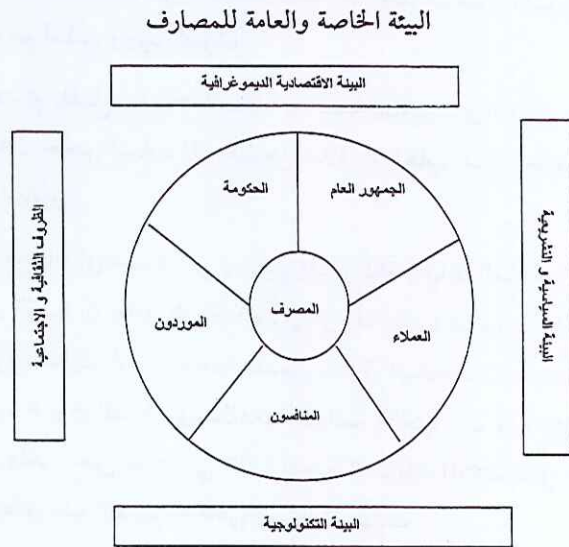 البيئة الخاصة والعامة للمصارف
البيئة الاقتصادية الديموغرافية
الجمهور العام
الحكومة
الظروف الثقافية و الاجتماعية
البيئة السياسية و التشريعية
المصرف
الموردون
العملاء
المنافسون
البيئة التكنولوجية